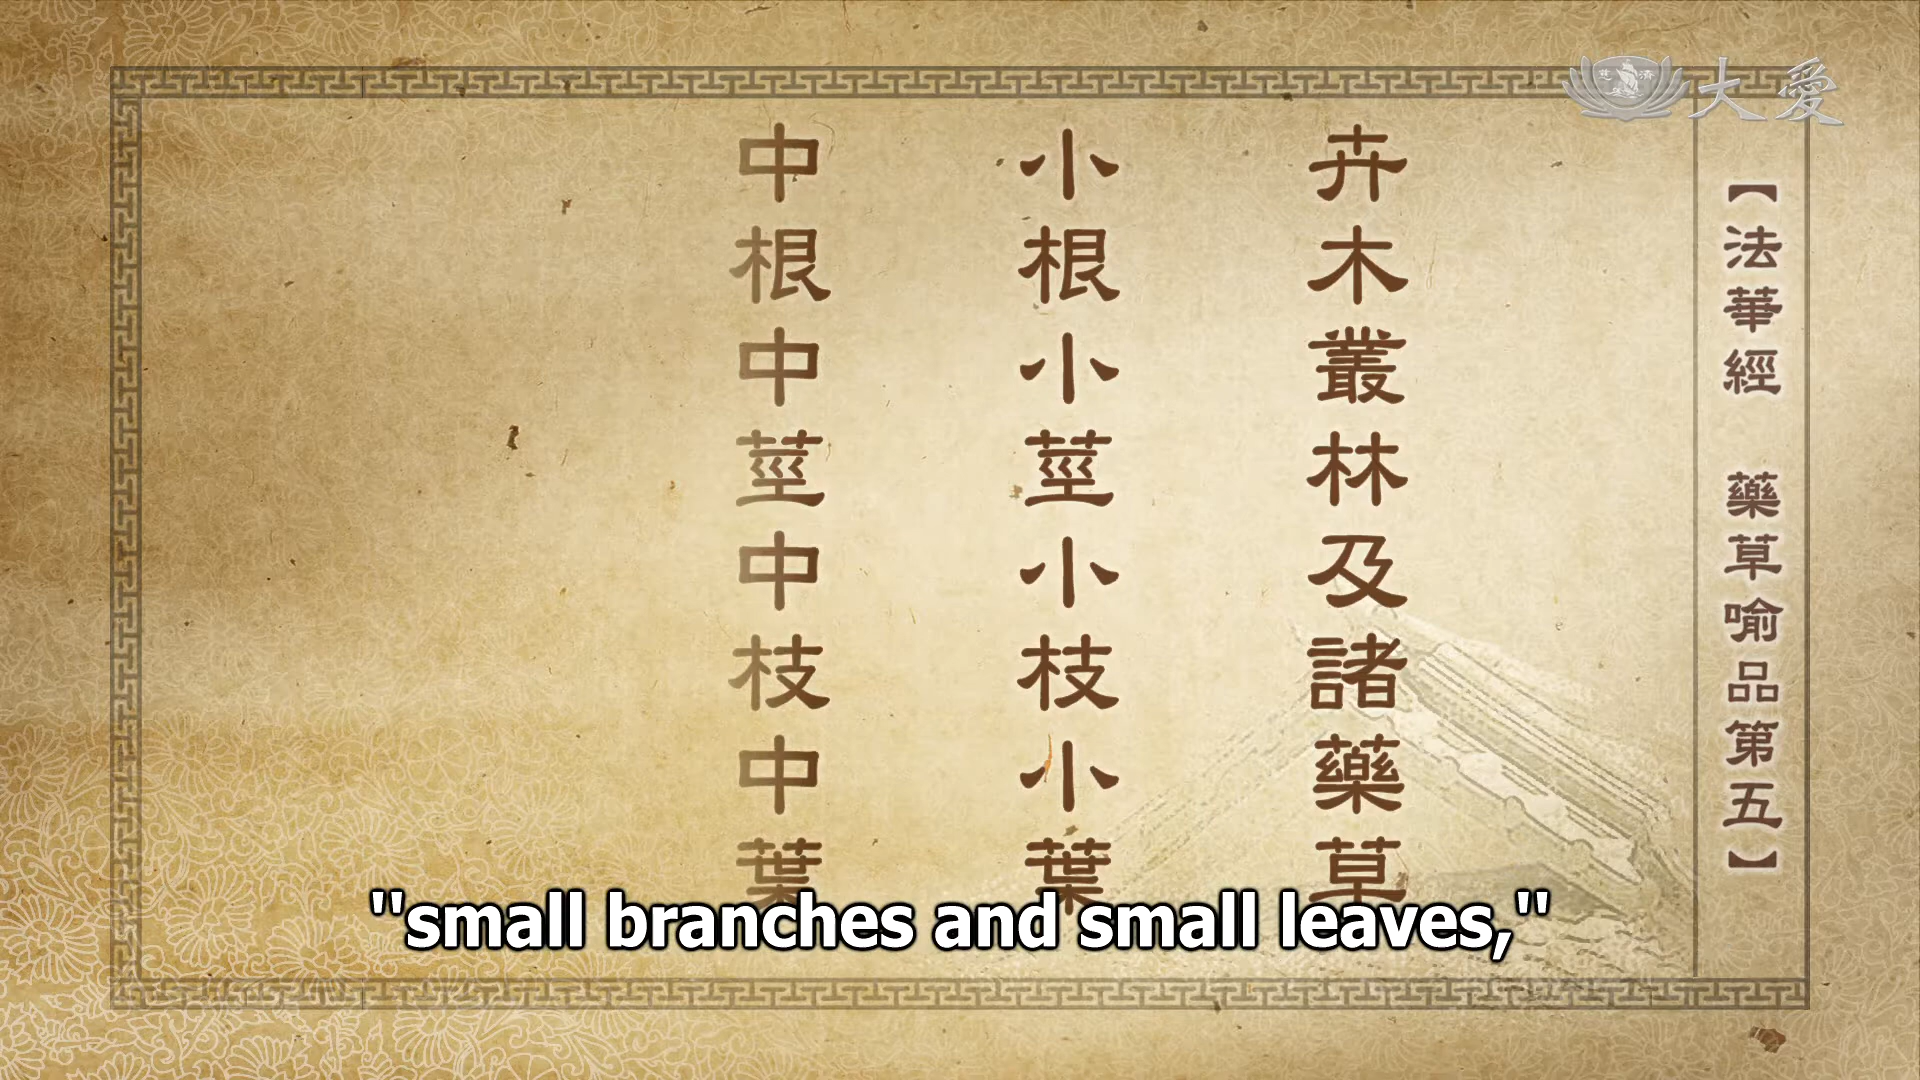 大愛
慈濟
【法華經 藥草喻品第五】
卉木叢林及諸藥草
小根小莖小枝小葉
中根中莖中枝中葉
"small branches and small leaves,"